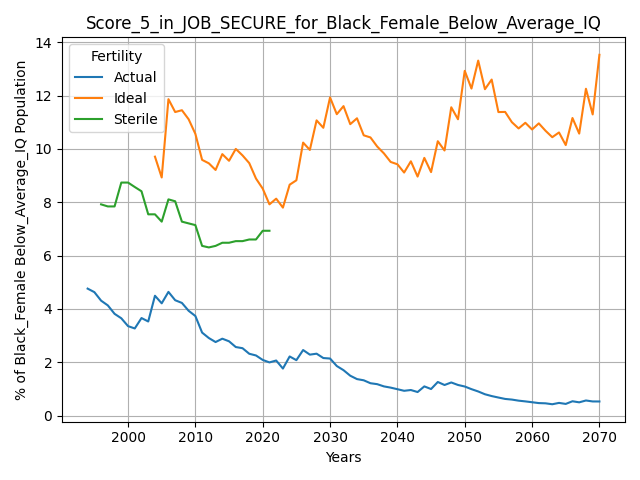 Score_5_in_JOB_SECURE_for_Black_Female_Below_Average_IQ
% of Black_Female Below_Average_IQ Population
14
12
10
8
6
4
2
0
Fertility
Actual
Ideal
Sterile
2000 2010 2020 2030 2040 2050 2060 2070
Years